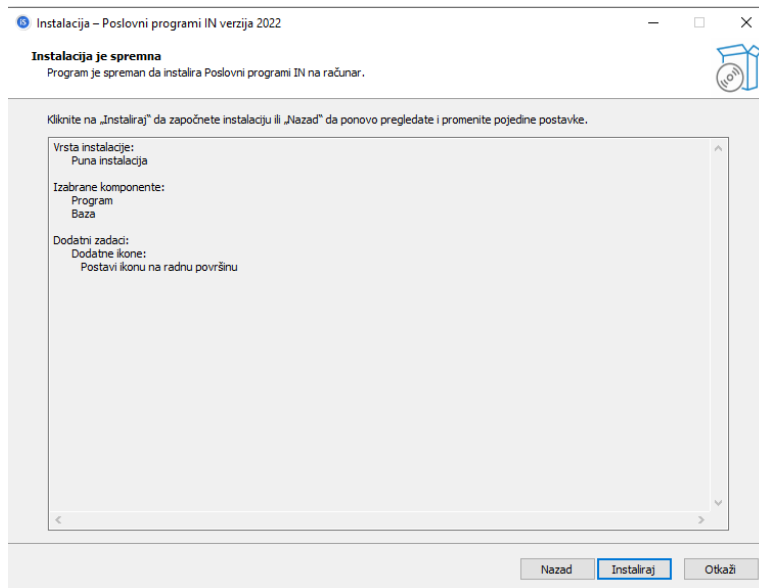 iS
Instalacija – Poslovni programi IN verzija 2022
Instalacija je spremna
Program je spreman da instalira Poslovni programi IN na računar.
Kliknite na „Instaliraj“ da započnete instalaciju ili „Nazad“ da ponovo pregledate i promenite pojedine postavke.
Vrsta instalacije:
Puna instalacija
Izabrane komponente:
Program
Baza
Dodatni zadaci:
Dodatne ikone:
Postavi ikonu na radnu površinu
Nazad Instaliraj Otkaži